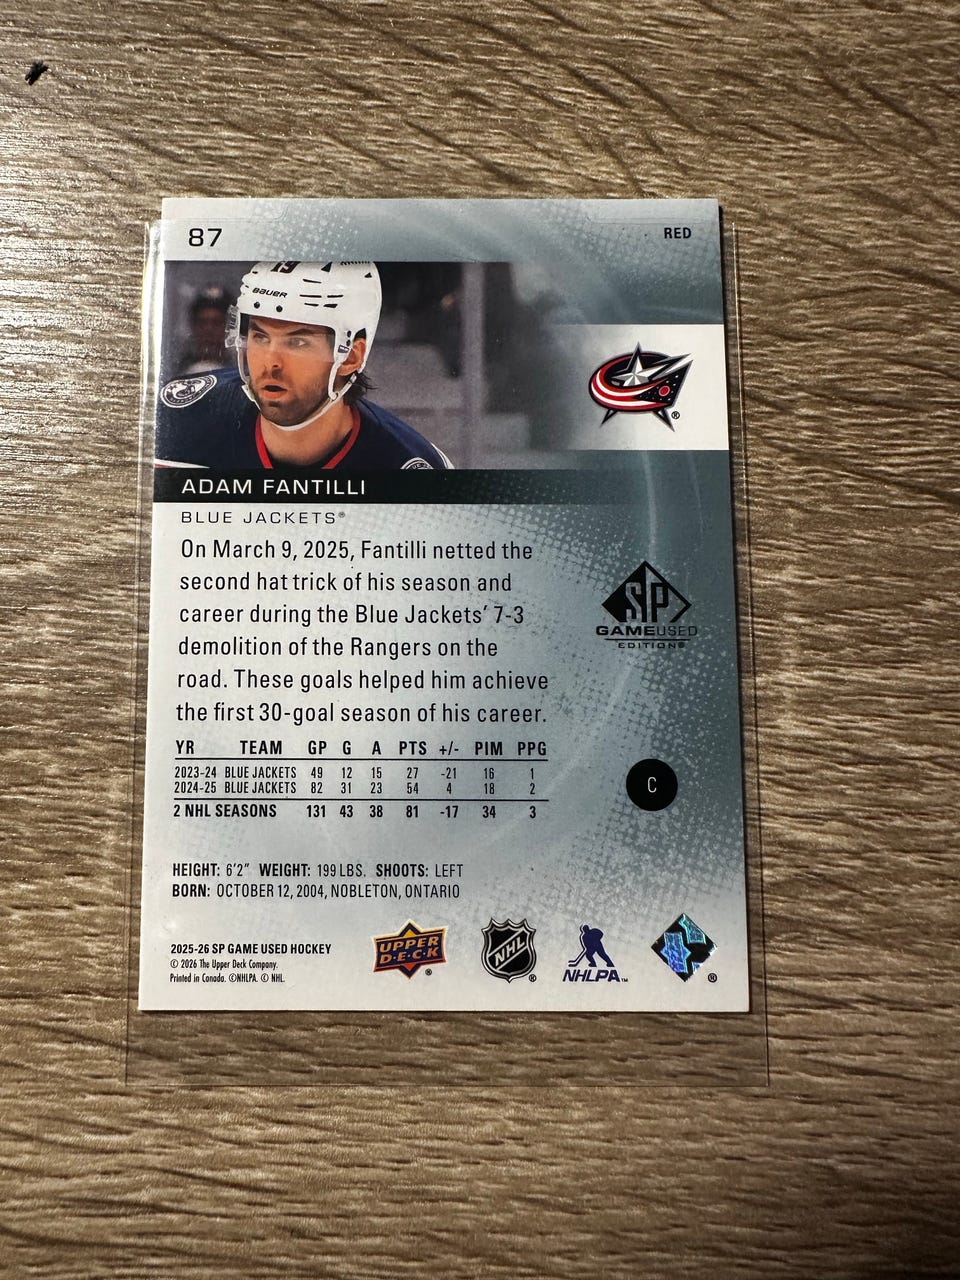 87
RED
19
BAUER
ADAM FANTILLI
BLUE JACKETS®
On March 9, 2025, Fantilli netted the
second hat trick of his season and
career during the Blue Jackets' 7-3
demolition of the Rangers on the
road. These goals helped him achieve
the first 30-goal season of his career.
®
SP
GAMEUSED
EDITION®
YR TEAM GP G A PTS +/- PIM PPG
2023-24 BLUE JACKETS 49 12 15 27 -21 16 1
2024-25 BLUE JACKETS 82 31 23 54 4 18 2
2 NHL SEASONS 131 43 38 81 -17 34 3
C
HEIGHT: 6'2" WEIGHT: 199 LBS. SHOOTS: LEFT
BORN: OCTOBER 12, 2004, NOBLETON, ONTARIO
2025-26 SP GAME USED HOCKEY
© 2026 The Upper Deck Company.
Printed in Canada. ©NHLPA. © NHL.
UPPER
D·E·C·K
®
NHL
®
NHLPA™
®